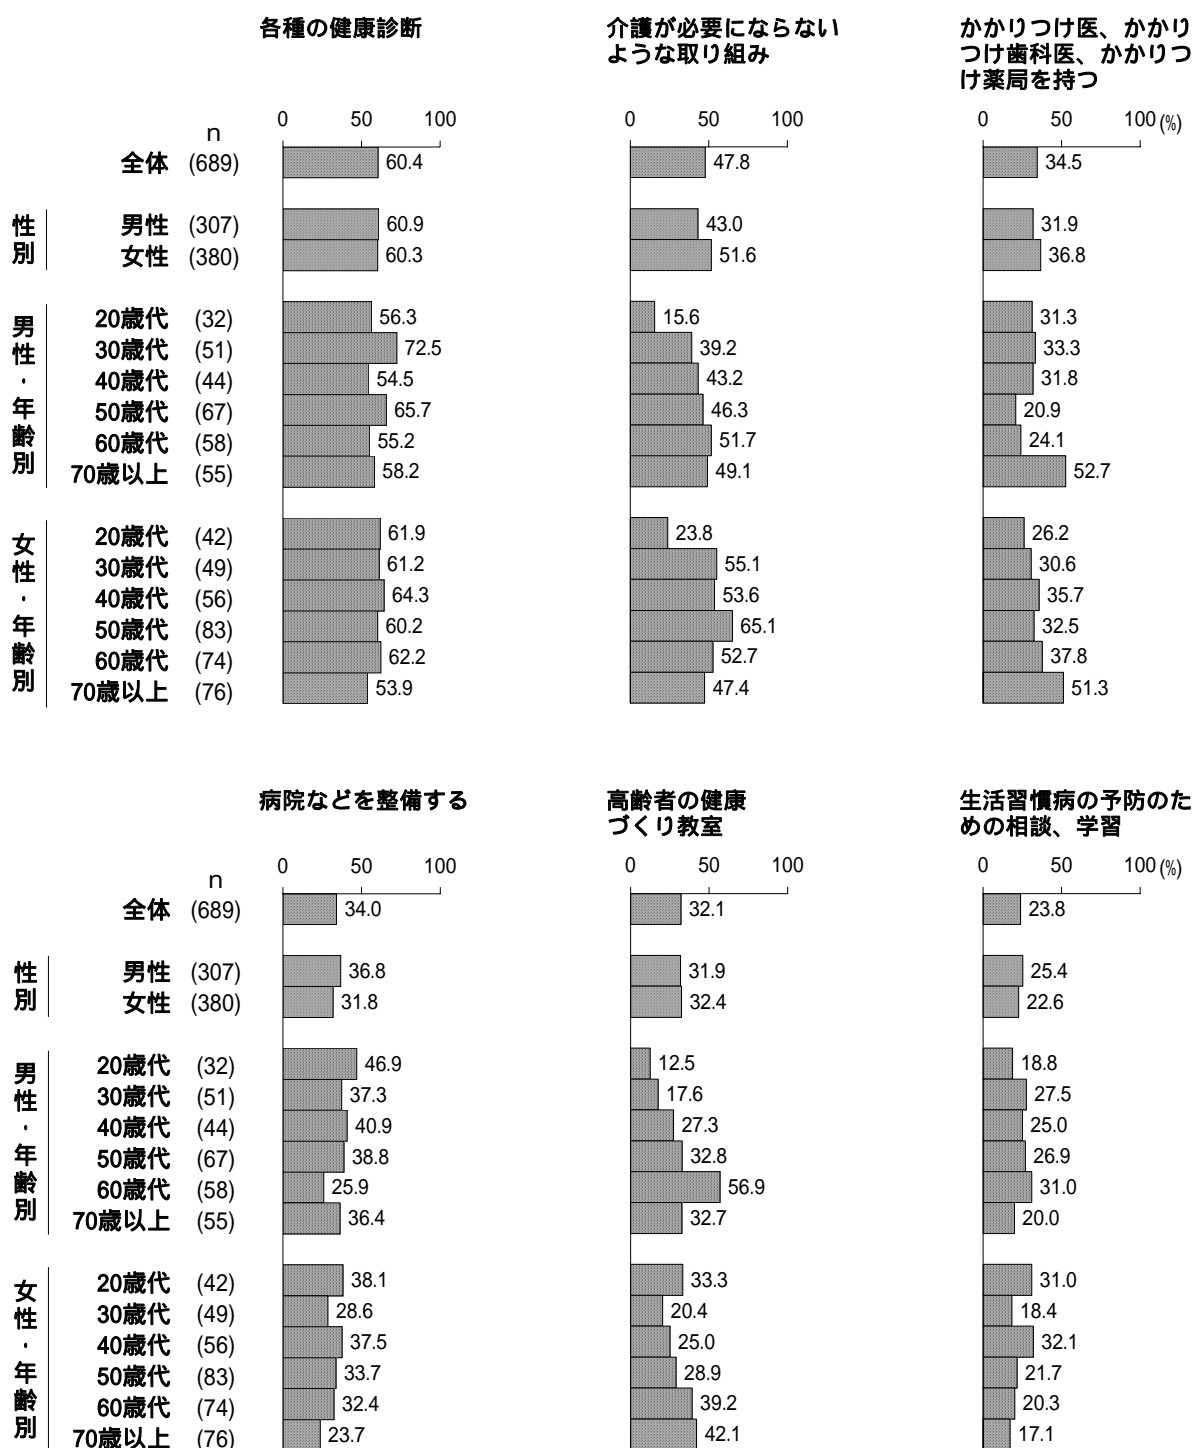 各種の健康診断
介護が必要にならない
ような取り組み
かかりつけ医、かかり
つけ歯科医、かかりつ
け薬局を持つ
n 0 50 100 0 50 100 0 50 100 (%)
全体 (689) 60.4 47.8 34.5
性別
男性 (307) 60.9 43.0 31.9
女性 (380) 60.3 51.6 36.8
男性・年齢別
20歳代 (32) 56.3 15.6 31.3
30歳代 (51) 72.5 39.2 33.3
40歳代 (44) 54.5 43.2 31.8
50歳代 (67) 65.7 46.3 20.9
60歳代 (58) 55.2 51.7 24.1
70歳以上 (55) 58.2 49.1 52.7
女性・年齢別
20歳代 (42) 61.9 23.8 26.2
30歳代 (49) 61.2 55.1 30.6
40歳代 (56) 64.3 53.6 35.7
50歳代 (83) 60.2 65.1 32.5
60歳代 (74) 62.2 52.7 37.8
70歳以上 (76) 53.9 47.4 51.3
病院などを整備する
高齢者の健康
づくり教室
生活習慣病の予防のた
めの相談、学習
n 0 50 100 0 50 100 0 50 100 (%)
全体 (689) 34.0 32.1 23.8
性別
男性 (307) 36.8 31.9 25.4
女性 (380) 31.8 32.4 22.6
男性・年齢別
20歳代 (32) 46.9 12.5 18.8
30歳代 (51) 37.3 17.6 27.5
40歳代 (44) 40.9 27.3 25.0
50歳代 (67) 38.8 32.8 26.9
60歳代 (58) 25.9 56.9 31.0
70歳以上 (55) 36.4 32.7 20.0
女性・年齢別
20歳代 (42) 38.1 33.3 31.0
30歳代 (49) 28.6 20.4 18.4
40歳代 (56) 37.5 25.0 32.1
50歳代 (83) 33.7 28.9 21.7
60歳代 (74) 32.4 39.2 20.3
70歳以上 (76) 23.7 42.1 17.1